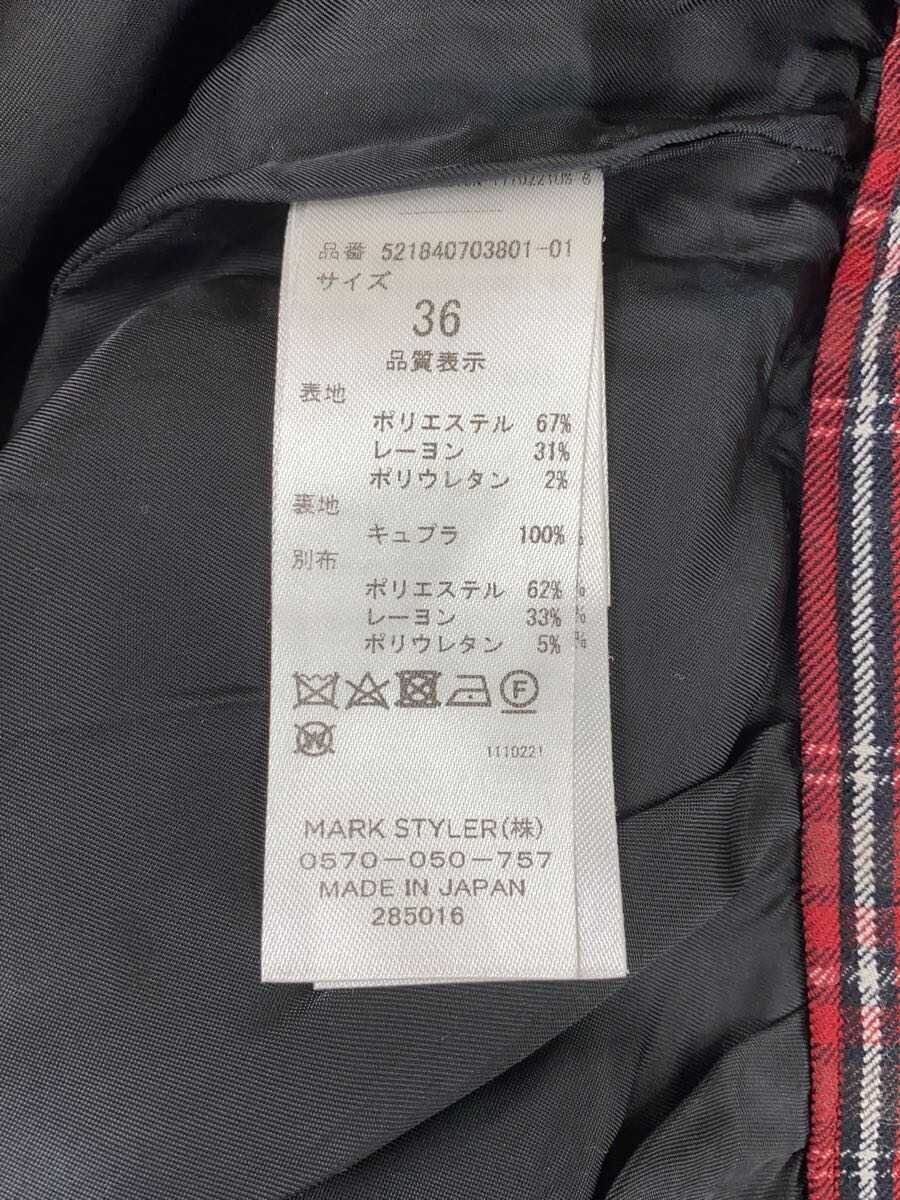 品番 521840703801-01
サイズ
36
品質表示
表地
ポリエステル 67%
レーヨン 31%
ポリウレタン 2%
裏地
キュプラ 100%
別布
ポリエステル 62%
レーヨン 33%
ポリウレタン 5%
F
W
1110221
MARK STYLER(株)
0570-050-757
MADE IN JAPAN
285016